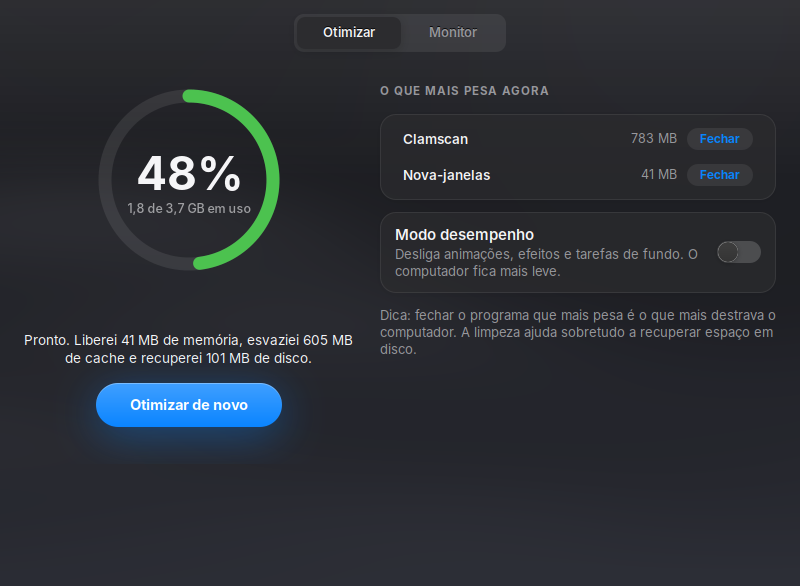 Otimizar
Monitor
48%
1,8 de 3,7 GB em uso
Pronto. Liberei 41 MB de memória, esvaziei 605 MB
de cache e recuperei 101 MB de disco.
Otimizar de novo
O QUE MAIS PESA AGORA
Clamscan 783 MB Fechar
Nova-janelas 41 MB Fechar
Modo desempenho
Desliga animações, efeitos e tarefas de fundo. O
computador fica mais leve.
Dica: fechar o programa que mais pesa é o que mais destrava o
computador. A limpeza ajuda sobretudo a recuperar espaço em
disco.